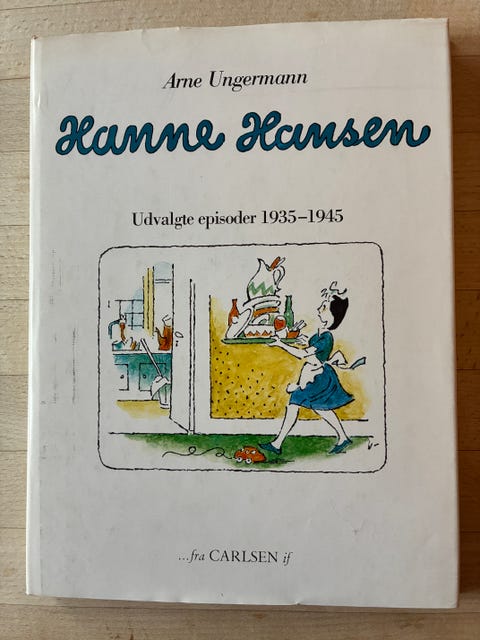 Arne Ungermann
Hanne Hansen
Udvalgte episoder 1935–1945
...fra CARLSEN if